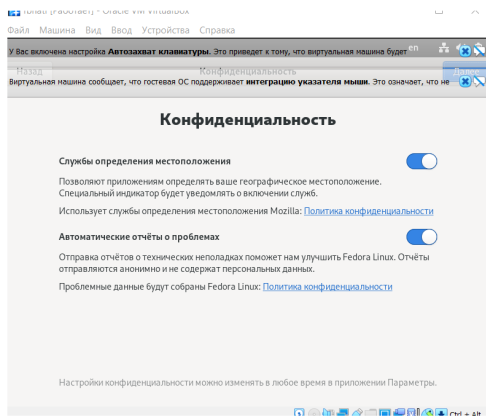 [Работает] - Oracle VM VirtualBox
Файл Машина Вид Ввод Устройства Справка
У Вас включена настройка Автозахват клавиатуры. Это приведет к тому, что виртуальная машина будет en
Назад Конфиденциальность Далее
Виртуальная машина сообщает, что гостевая ОС поддерживает интеграцию указателя мыши. Это означает, что не
Конфиденциальность
Службы определения местоположения
Позволяют приложениям определять ваше географическое местоположение.
Специальный индикатор будет уведомлять о включении служб.
Использует службы определения местоположения Mozilla: Политика конфиденциальности
Автоматические отчёты о проблемах
Отправка отчётов о технических неполадках поможет нам улучшить Fedora Linux. Отчёты
отправляются анонимно и не содержат персональных данных.
Проблемные данные будут собраны Fedora Linux: Политика конфиденциальности
Настройки конфиденциальности можно изменять в любое время в приложении Параметры.
Ctrl + Alt